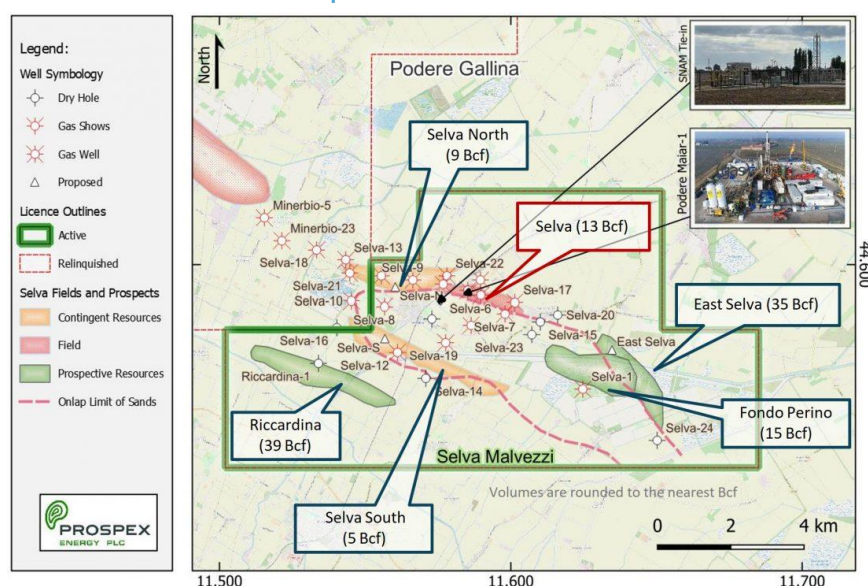 Legend:
Well Symbology
Dry Hole
Gas Shows
Gas Well
Proposed
Licence Outlines
Active
Relinquished
Selva Fields and Prospects
Contingent Resources
Field
Prospective Resources
Onlap Limit of Sands
PROSPEX
ENERGY PLC
North
Podere Gallina
SNAM Tie-in
Podere Maiar-1
Selva North
(9 Bcf)
Selva (13 Bcf)
Minerbio-5
Minerbio-23
Selva-18
Selva-13
Selva-21
Selva-9
Selva-22
Selva-10
Selva-N
Selva-17
Selva-6
Selva-20
Selva-8
Selva-7
Selva-15
East Selva (35 Bcf)
Selva-16
Selva-S
Selva-23
East Selva
Selva-12
Selva-19
Riccardina-1
Selva-1
Selva-14
Riccardina
(39 Bcf)
Fondo Perino
(15 Bcf)
Selva-24
Selva Malvezzi
Selva South
(5 Bcf)
Volumes are rounded to the nearest Bcf
0 2 4 km
44.600
11.500 11.600 11.700